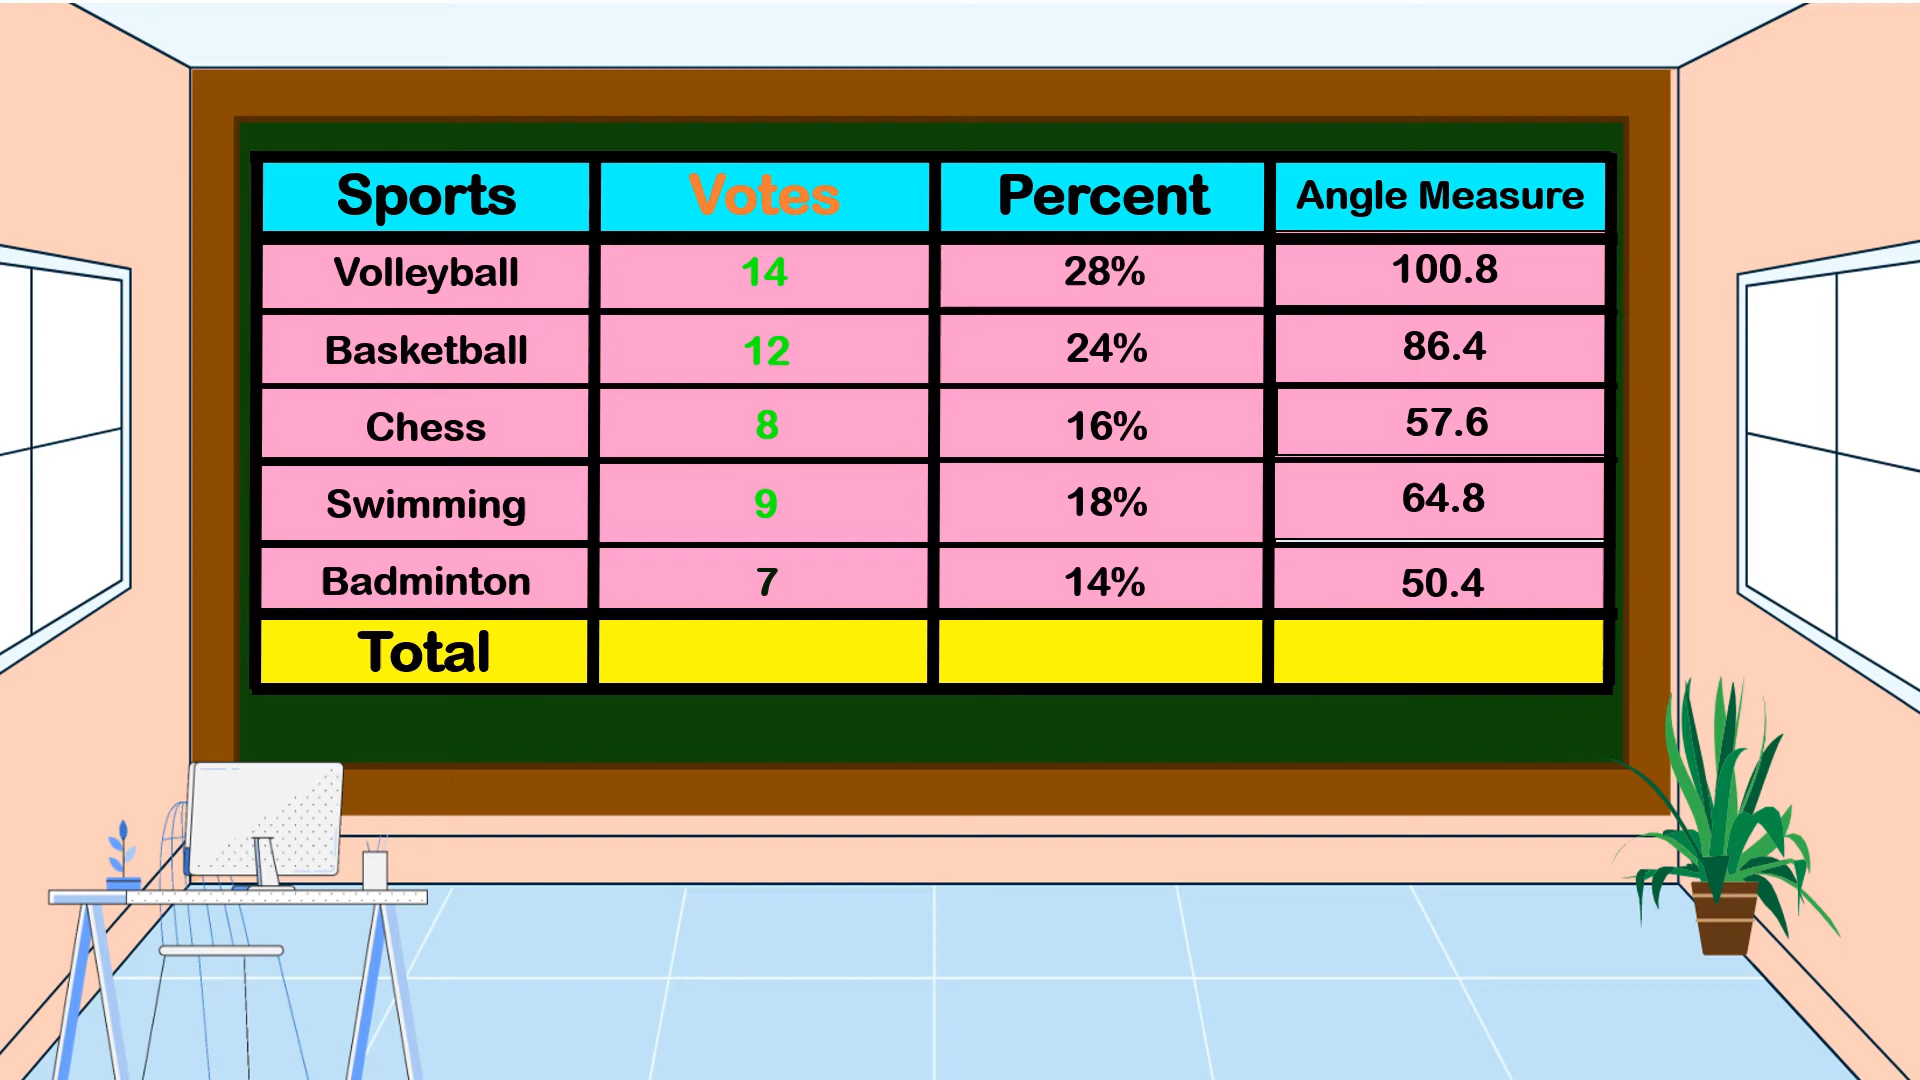 Sports Votes Percent Angle Measure
Volleyball 14 28% 100.8
Basketball 12 24% 86.4
Chess 8 16% 57.6
Swimming 9 18% 64.8
Badminton 7 14% 50.4
Total